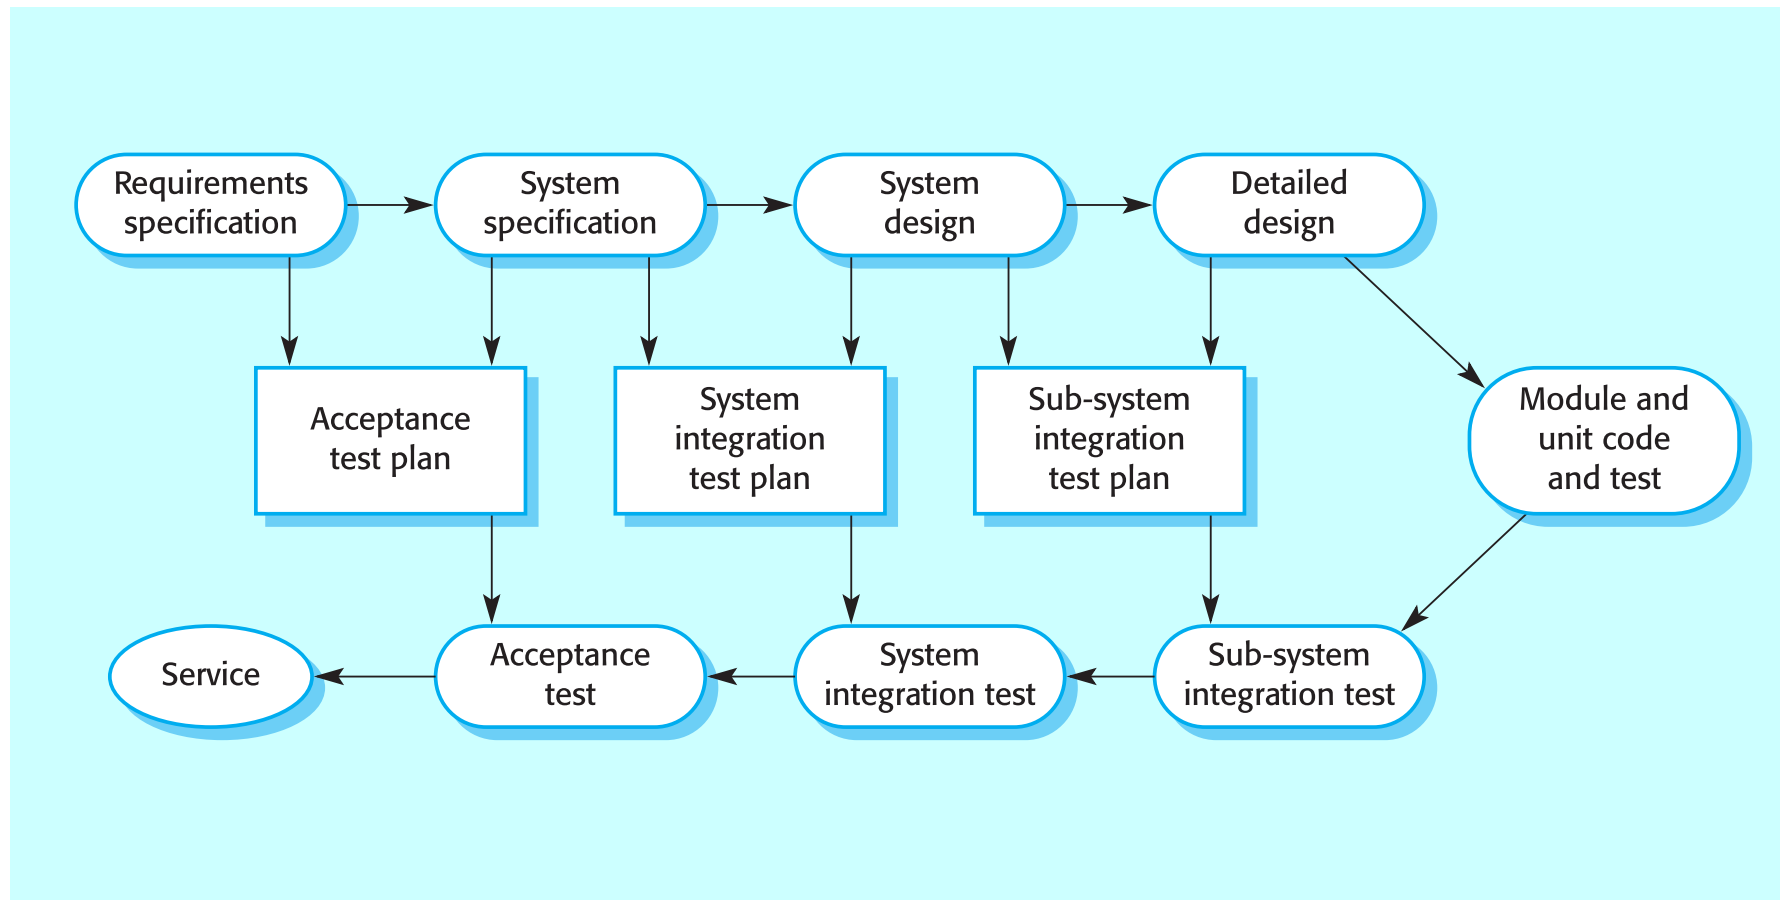 Requirements
specification
System
specification
System
design
Detailed
design
Acceptance
test plan
System
integration
test plan
Sub-system
integration
test plan
Module and
unit code
and test
Service
Acceptance
test
System
integration test
Sub-system
integration test